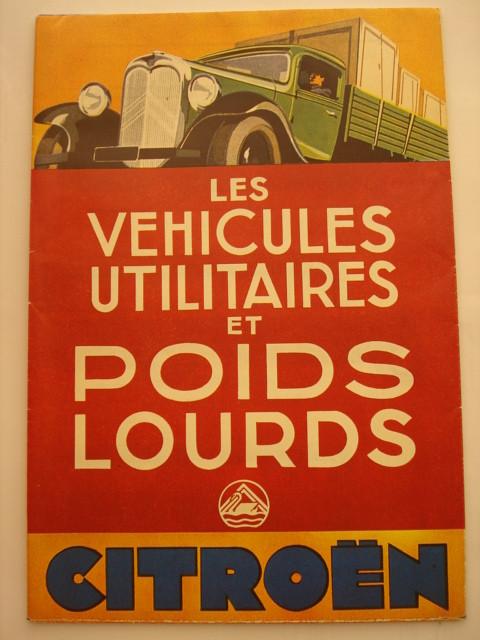 LES
VEHICULES
UTILITAIRES
ET
POIDS
LOURDS
CITROËN